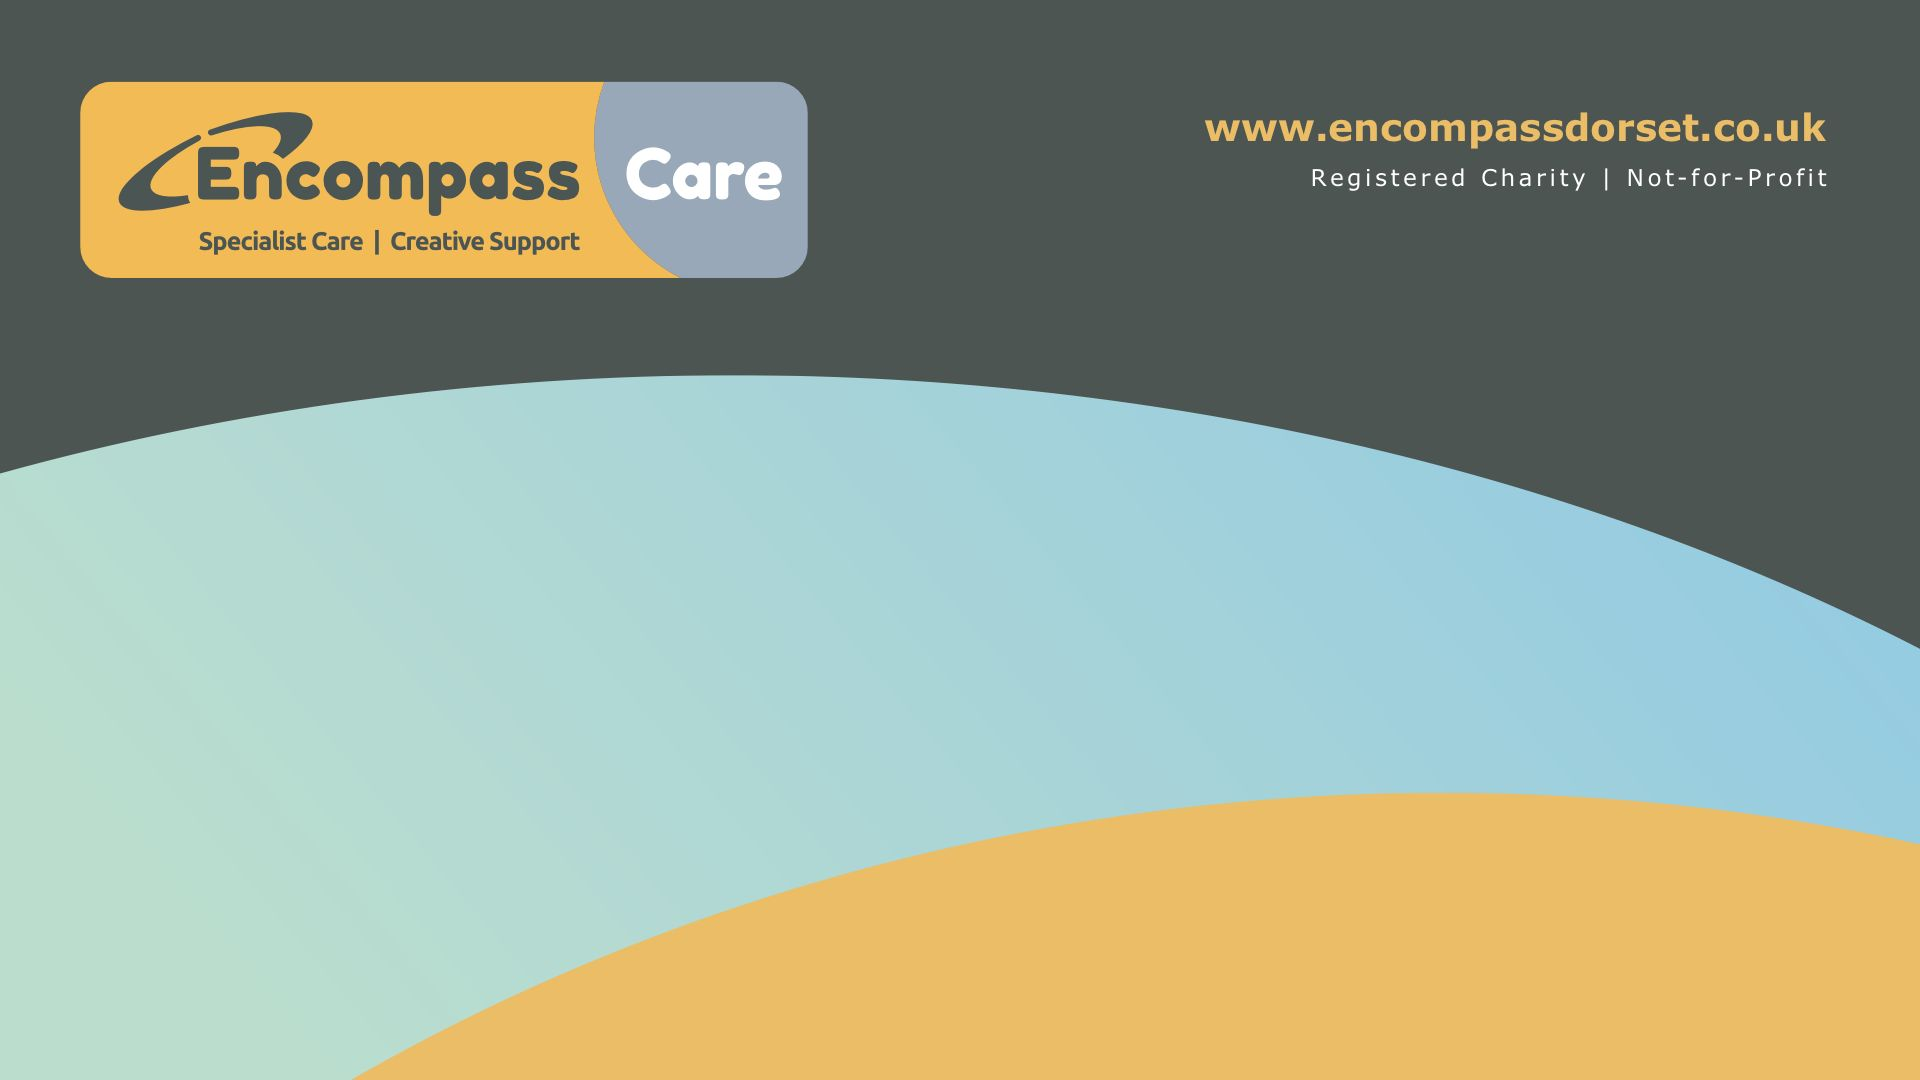 Encompass Care
Specialist Care | Creative Support
www.encompassdorset.co.uk
Registered Charity | Not-for-Profit